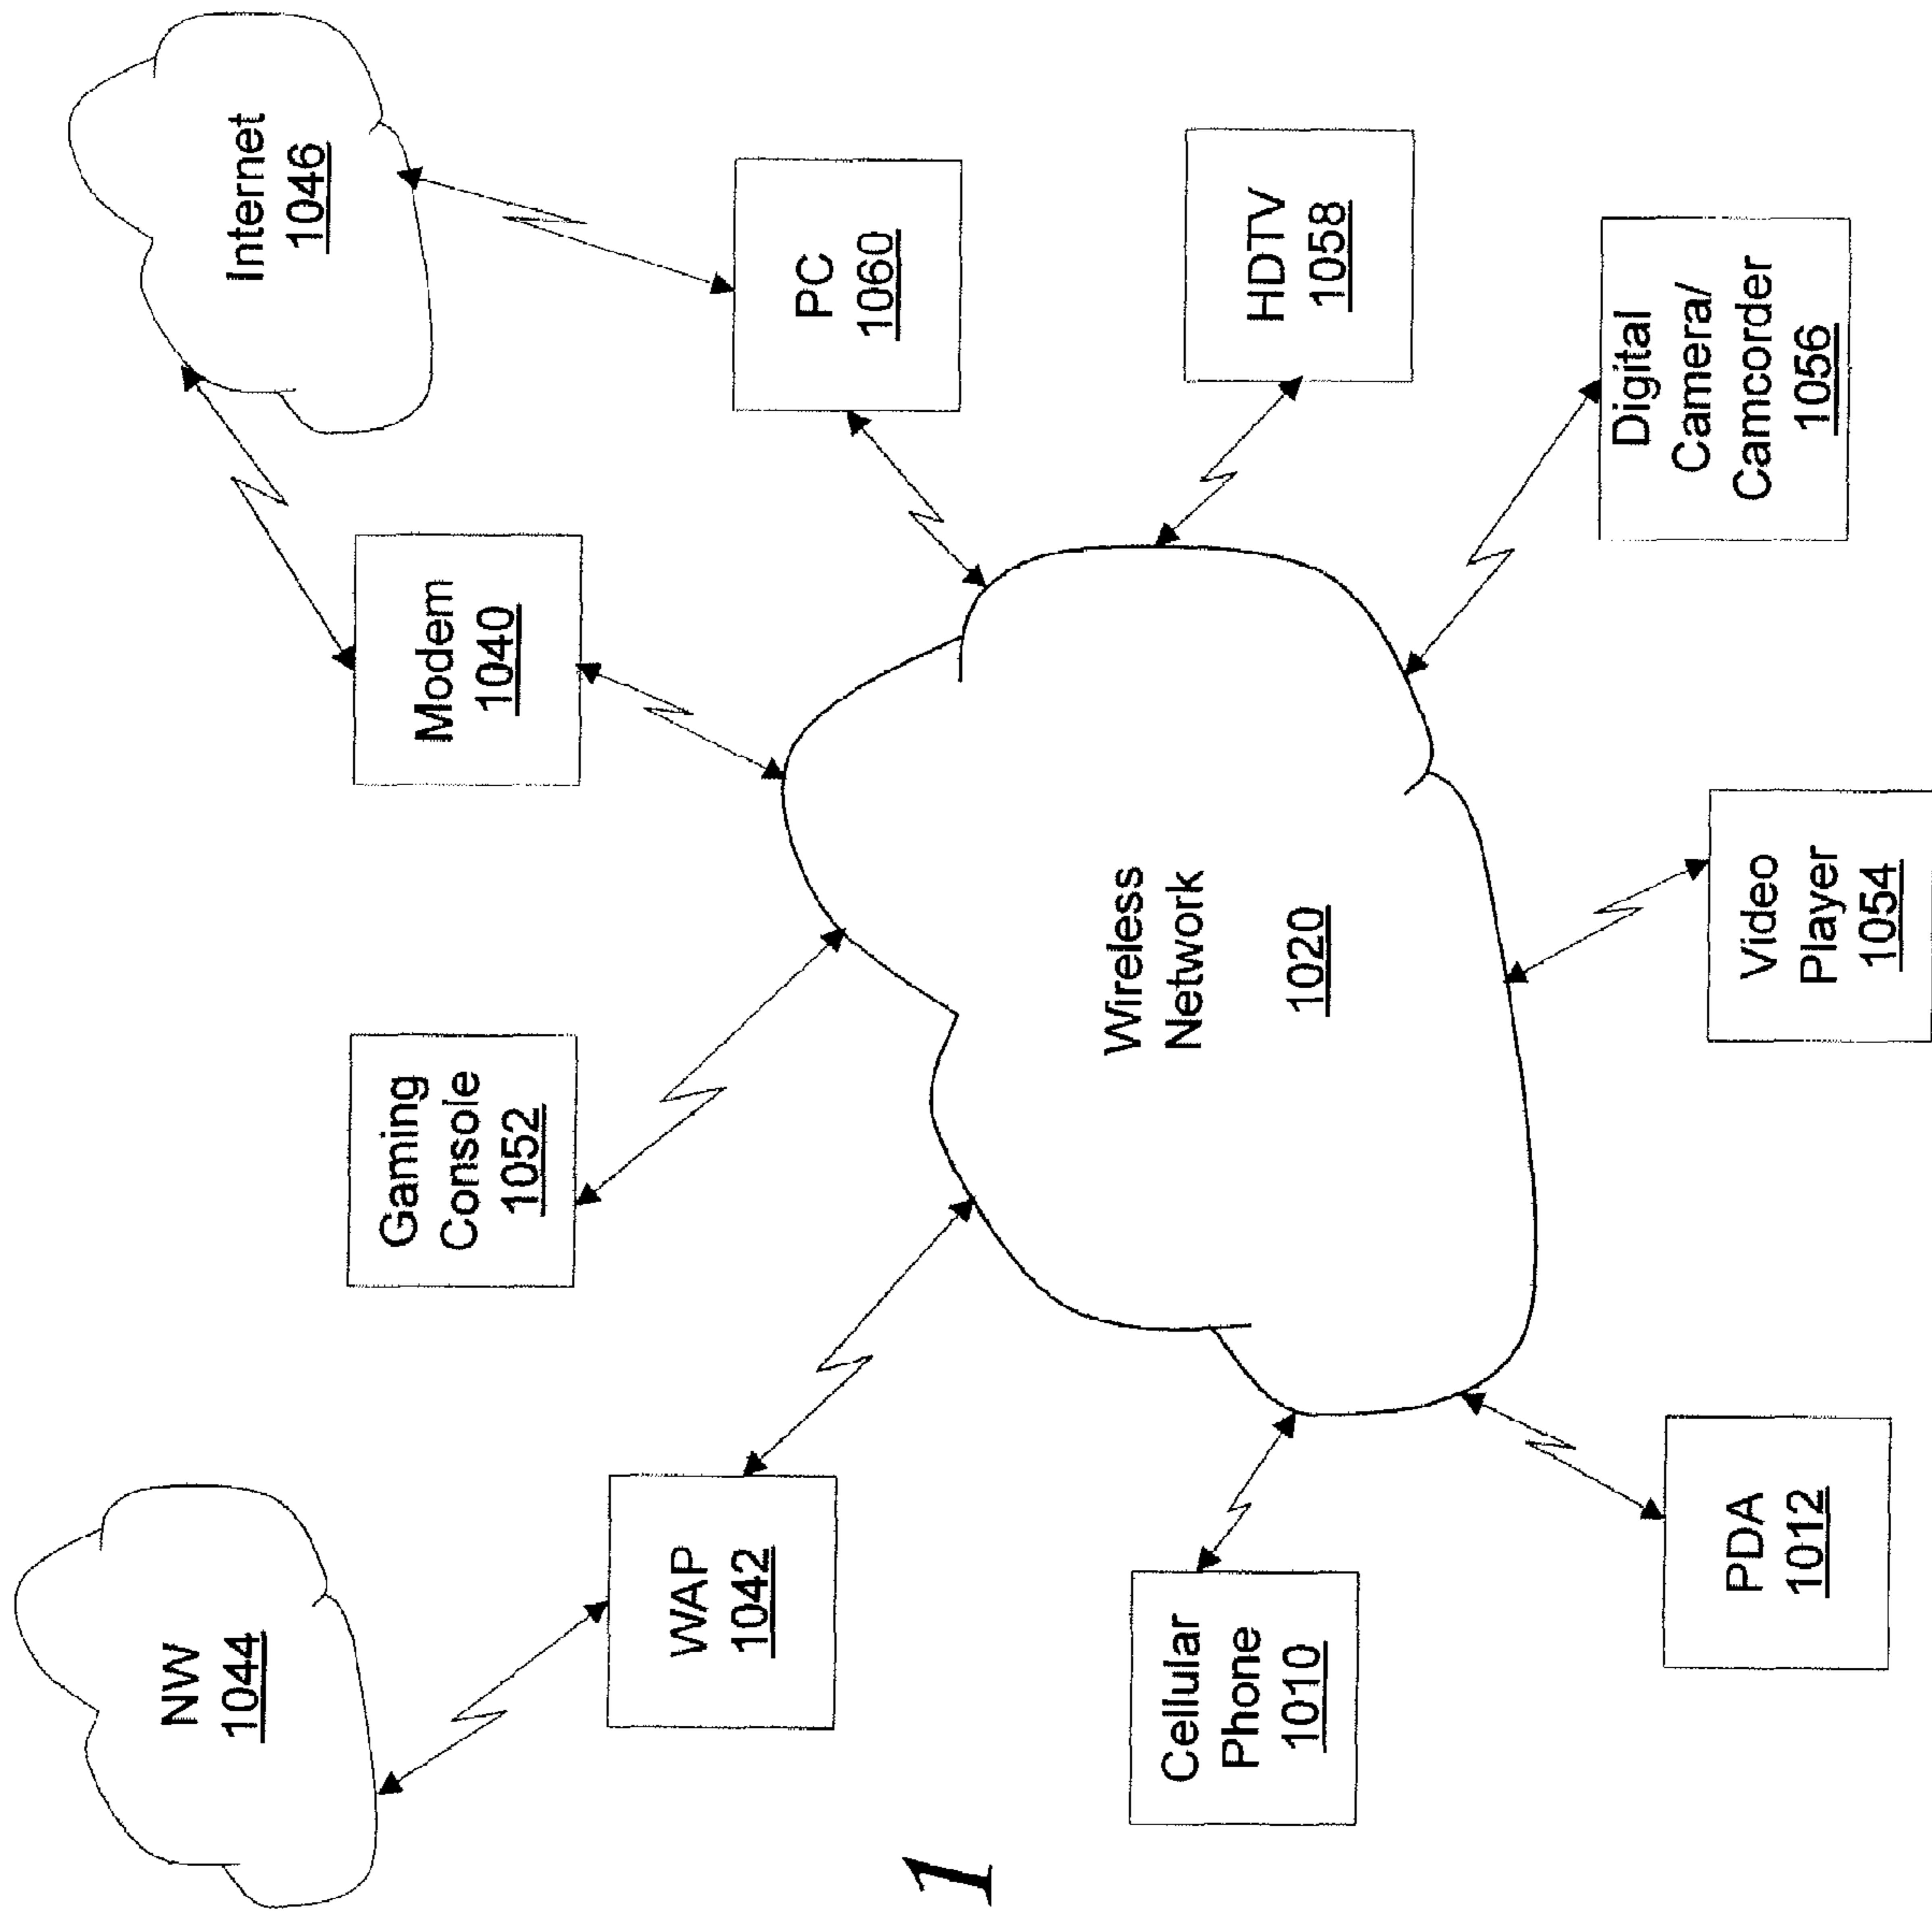 NW
1044
Internet
1046
Gaming
Console
1052
Modem
1040
WAP
1042
PC
1060
Wireless
Network
1020
Cellular
Phone
1010
HDTV
1058
PDA
1012
Video
Player
1054
Digital
Camera/
Camcorder
1056
1